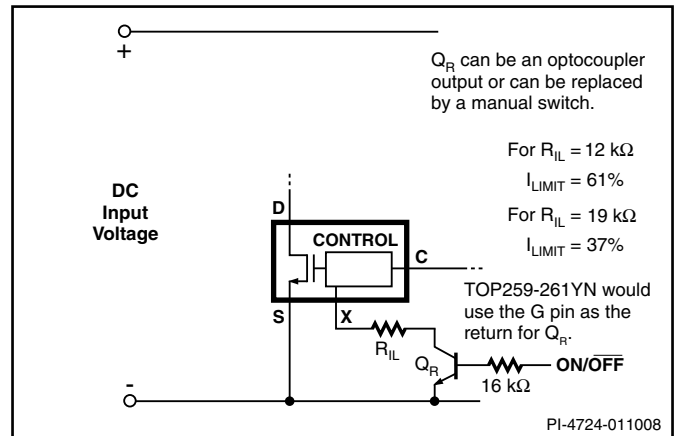 +
Q_R can be an optocoupler
output or can be replaced
by a manual switch.
For R_IL = 12 kΩ
I_LIMIT = 61%
For R_IL = 19 kΩ
I_LIMIT = 37%
DC
Input
Voltage
D
CONTROL
C
S
X
TOP259-261YN would
use the G pin as the
return for Q_R.
R_IL
Q_R
16 kΩ
ON/O̅F̅F̅
-
PI-4724-011008